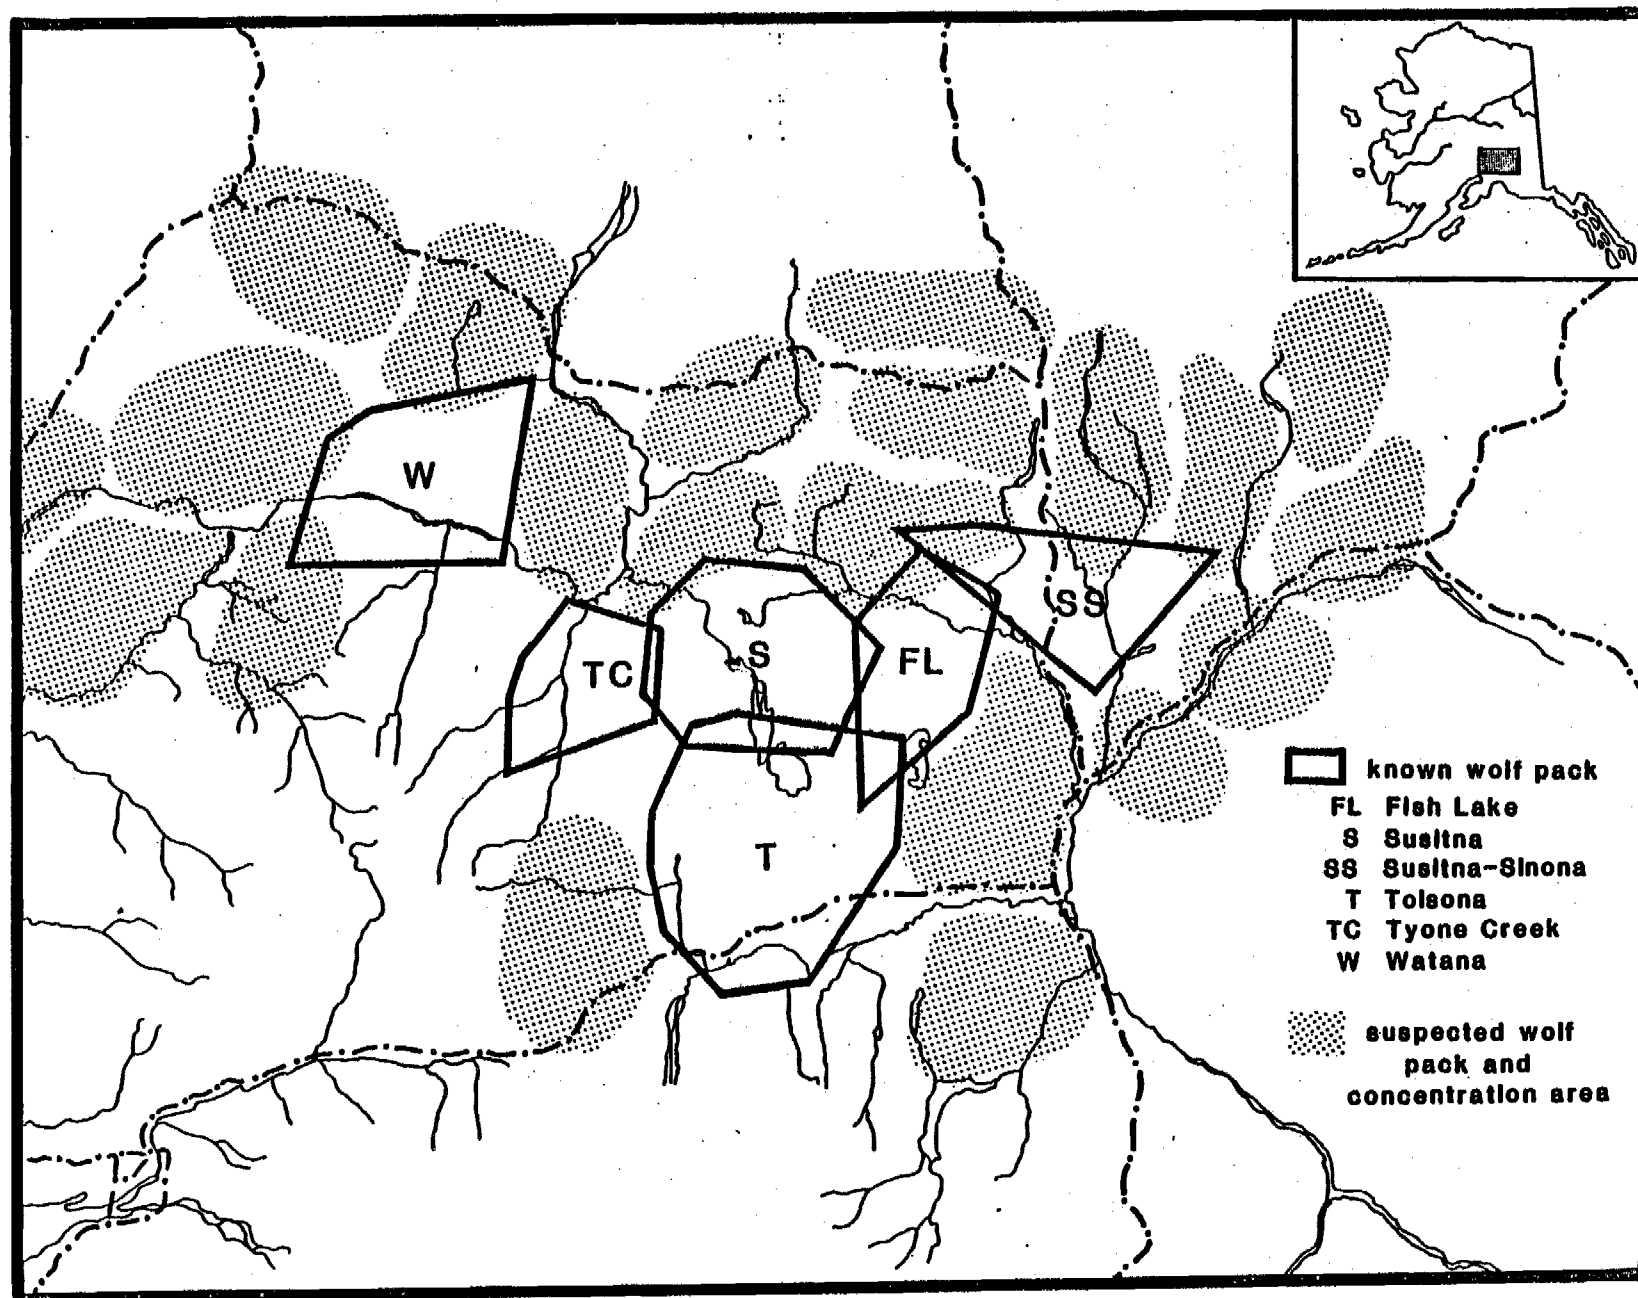 W
SS
S
FL
TC
T
known wolf pack
FL Fish Lake
S Susitna
SS Susitna-Sinona
T Tolsona
TC Tyone Creek
W Watana
suspected wolf
pack and
concentration area